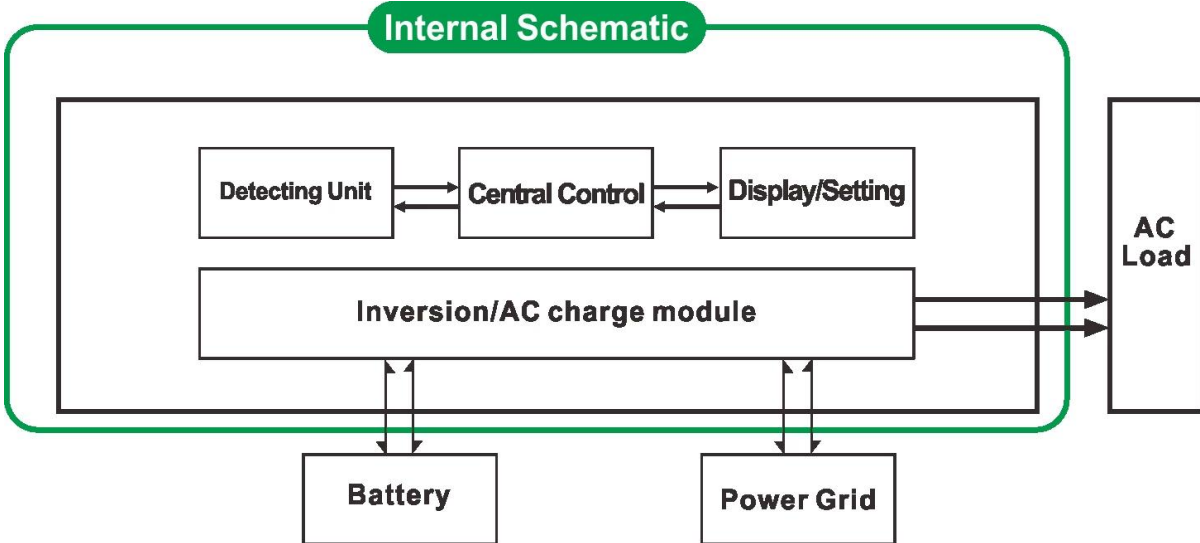 Internal Schematic
Detecting Unit
Central Control
Display/Setting
AC
Load
Inversion/AC charge module
Battery
Power Grid